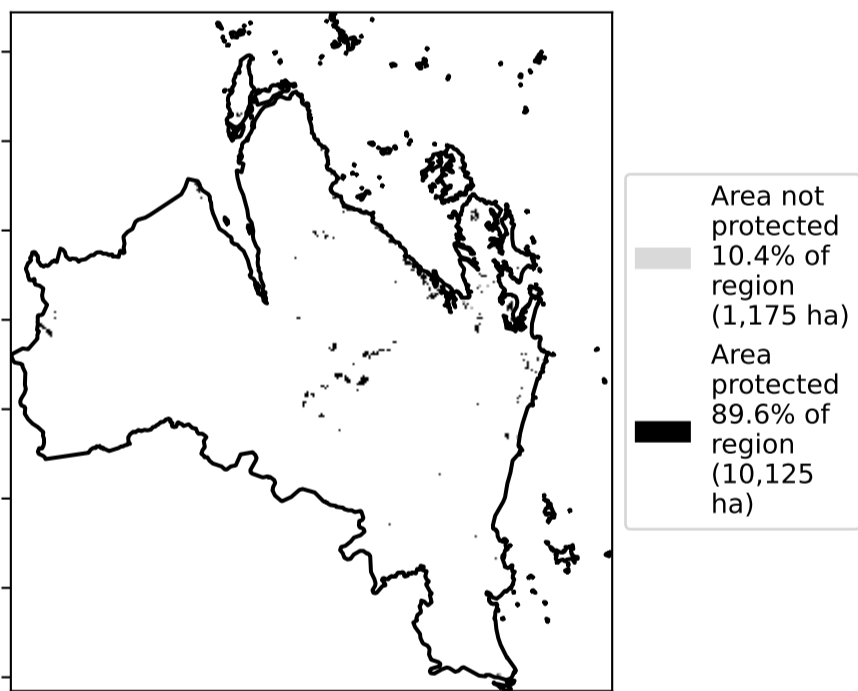 Area not
protected
10.4% of
region
(1,175 ha)
Area
protected
89.6% of
region
(10,125
ha)